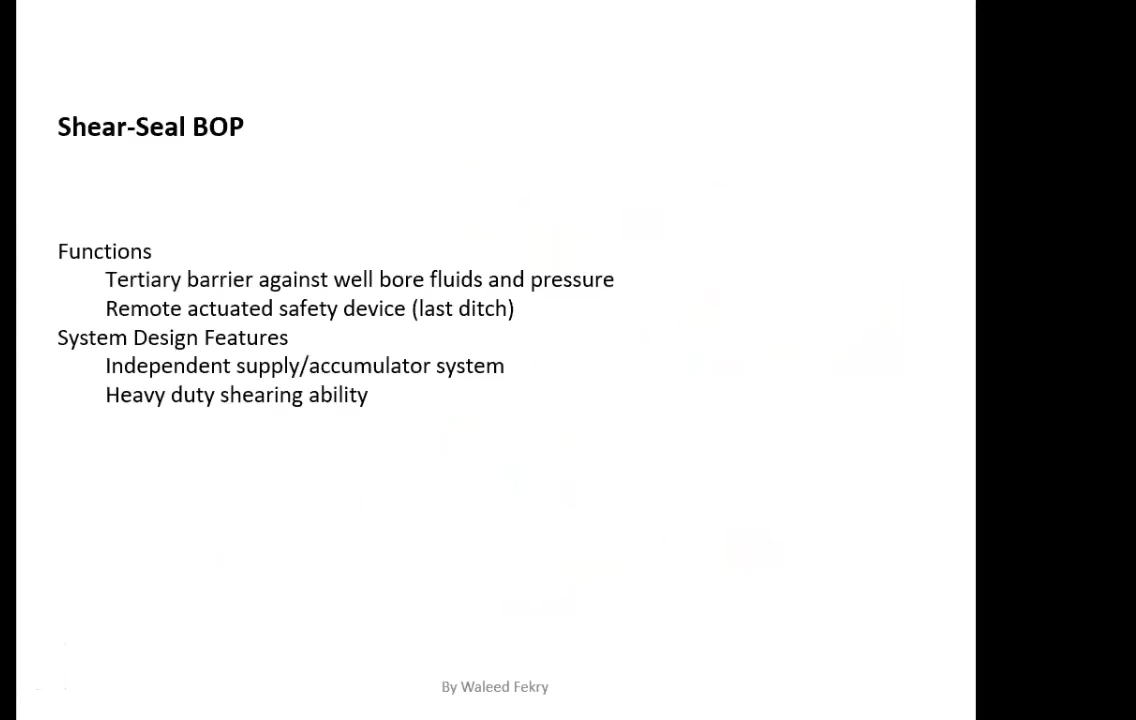 Shear-Seal BOP
Functions
Tertiary barrier against well bore fluids and pressure
Remote actuated safety device (last ditch)
System Design Features
Independent supply/accumulator system
Heavy duty shearing ability
By Waleed Fekry